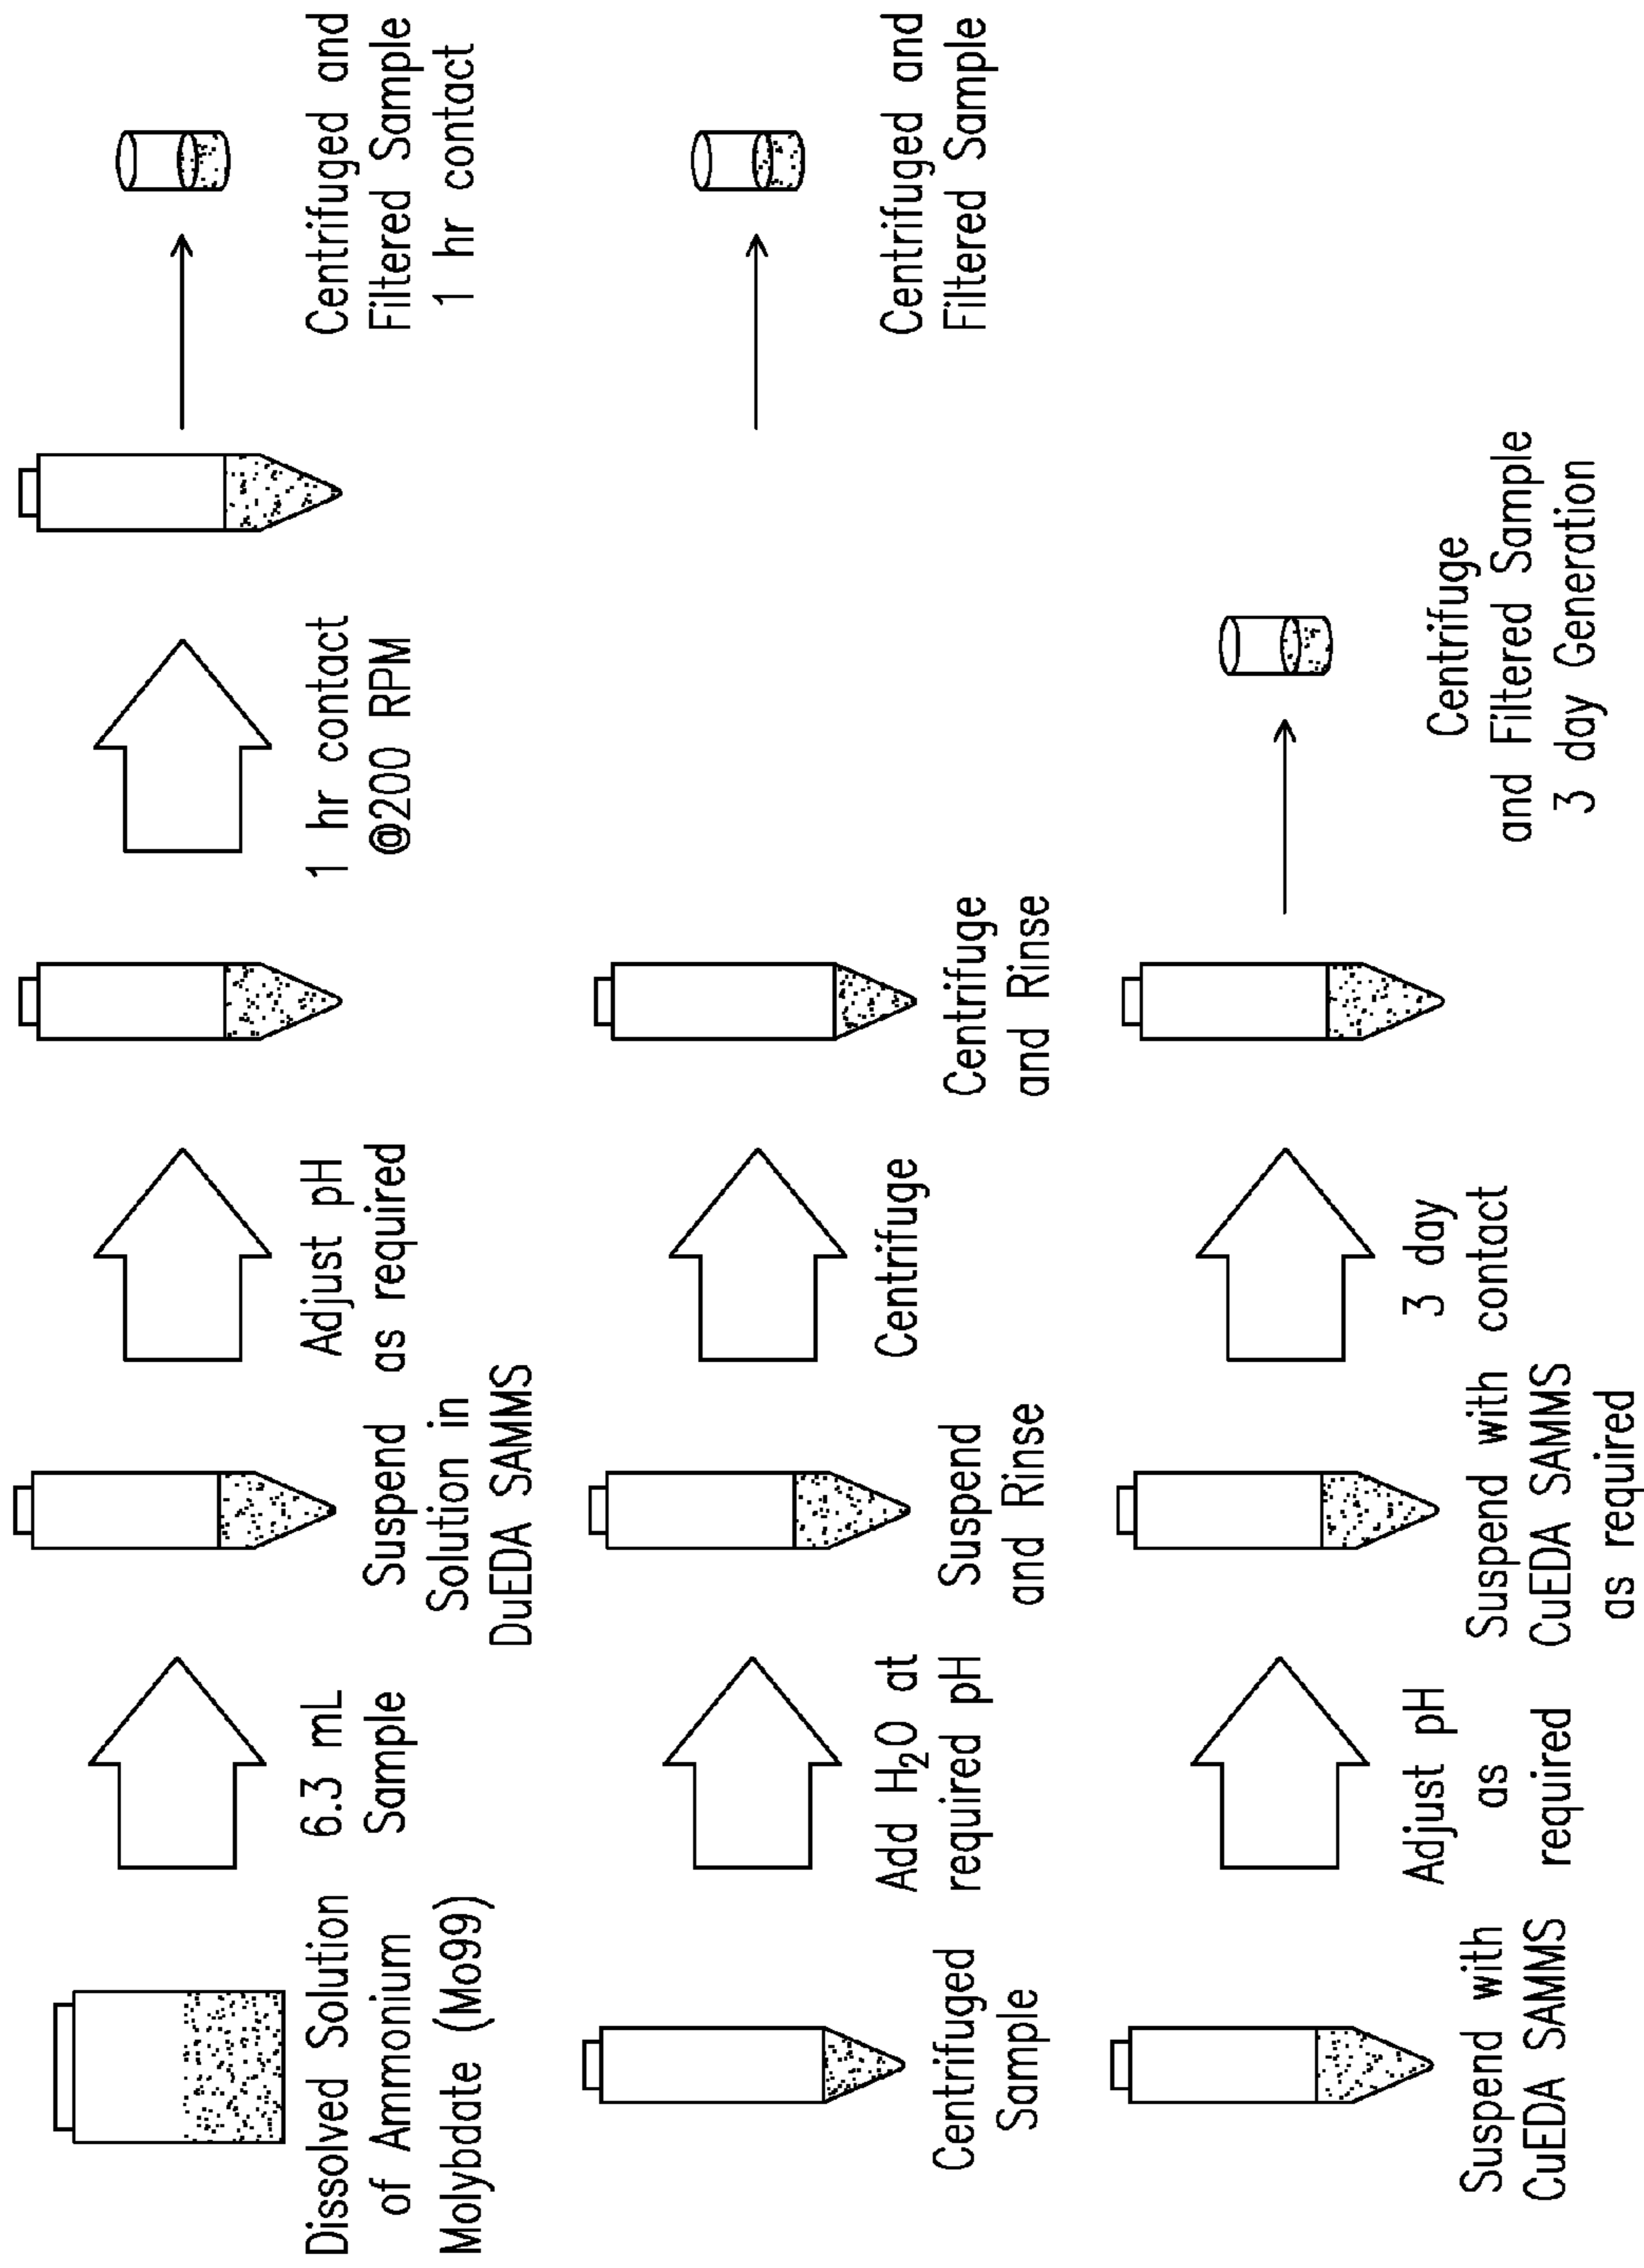 Dissolved Solution
of Ammonium
Molybdate (Mo99)
6.3 mL
Sample
Suspend
Solution in
DuEDA SAMMS
Adjust pH
as required
1 hr contact
@200 RPM
Centrifuged and
Filtered Sample
1 hr contact
Centrifuged
Sample
Add H₂O at
required pH
Suspend
and Rinse
Centrifuge
Centrifuge
and Rinse
Centrifuged and
Filtered Sample
Suspend with
CuEDA SAMMS
Adjust pH
as
required
Suspend with
CuEDA SAMMS
as required
3 day
contact
Centrifuge
and Filtered Sample
3 day Generation